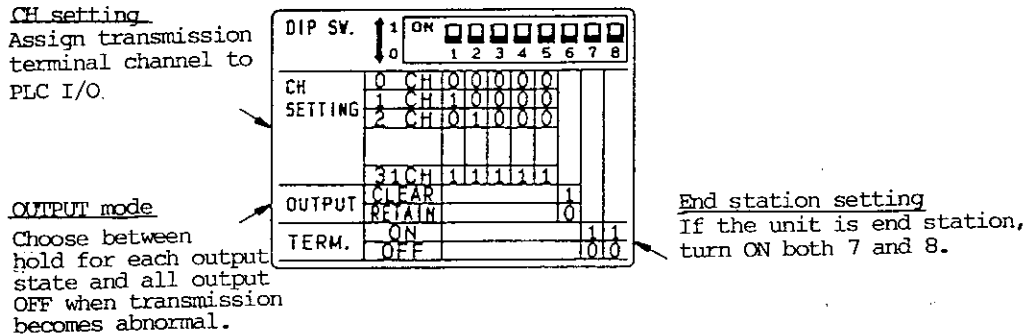 CH setting
Assign transmission
terminal channel to
PLC I/O.
OUTPUT mode
Choose between
hold for each output
state and all output
OFF when transmission
becomes abnormal.
DIP SW. 1 0 ON 1 2 3 4 5 6 7 8
CH SETTING
0 CH 0 0 0 0 0
1 CH 1 0 0 0 0
2 CH 0 1 0 0 0
31CH 1 1 1 1 1
OUTPUT CLEAR 1
RETAIN 0
TERM. ON 1 1
OFF 0 0
End station setting
If the unit is end station,
turn ON both 7 and 8.